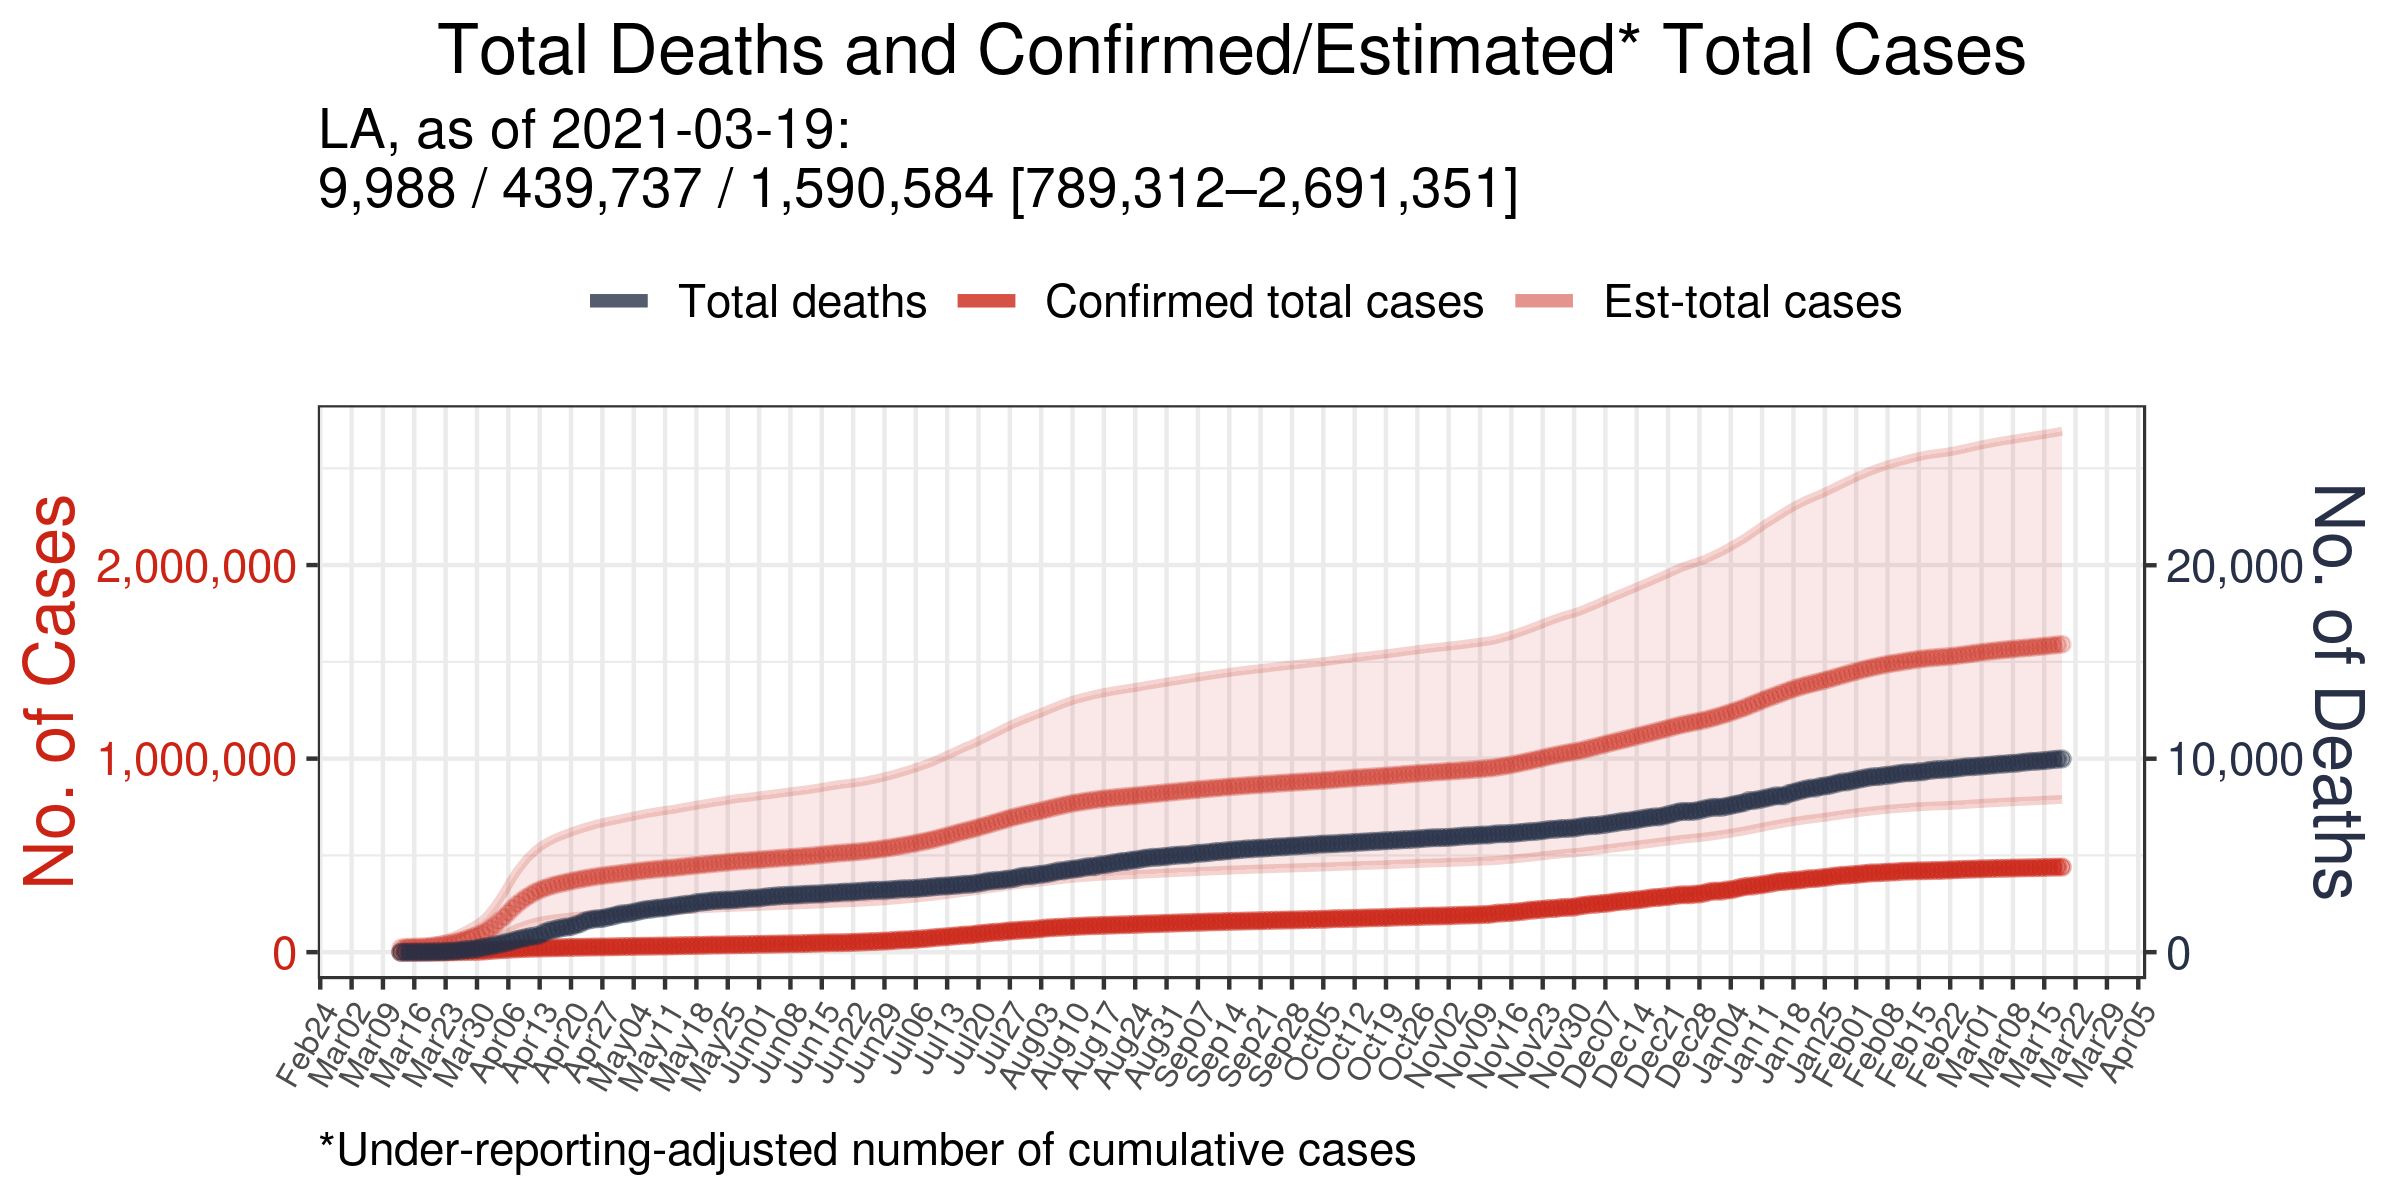 Total Deaths and Confirmed/Estimated* Total Cases
LA, as of 2021-03-19:
9,988 / 439,737 / 1,590,584 [789,312–2,691,351]
Total deaths
Confirmed total cases
Est-total cases
No. of Cases
2,000,000
1,000,000
0
20,000
10,000
0
No. of Deaths
Feb24
Mar02
Mar09
Mar16
Mar23
Mar30
Apr06
Apr13
Apr20
Apr27
May04
May11
May18
May25
Jun01
Jun08
Jun15
Jun22
Jun29
Jul06
Jul13
Jul20
Jul27
Aug03
Aug10
Aug17
Aug24
Aug31
Sep07
Sep14
Sep21
Sep28
Oct05
Oct12
Oct19
Oct26
Nov02
Nov09
Nov16
Nov23
Nov30
Dec07
Dec14
Dec21
Dec28
Jan04
Jan11
Jan18
Jan25
Feb01
Feb08
Feb15
Feb22
Mar01
Mar08
Mar15
Mar22
Mar29
Apr05
*Under-reporting-adjusted number of cumulative cases